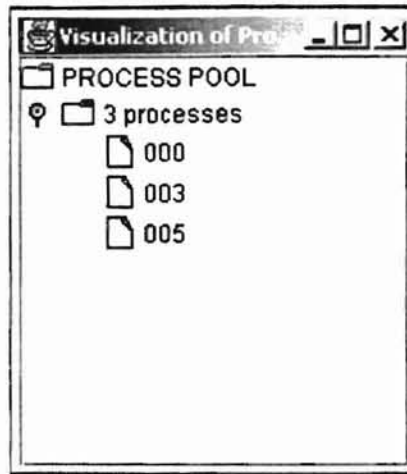 Visualization of Pro
PROCESS POOL
3 processes
000
003
005